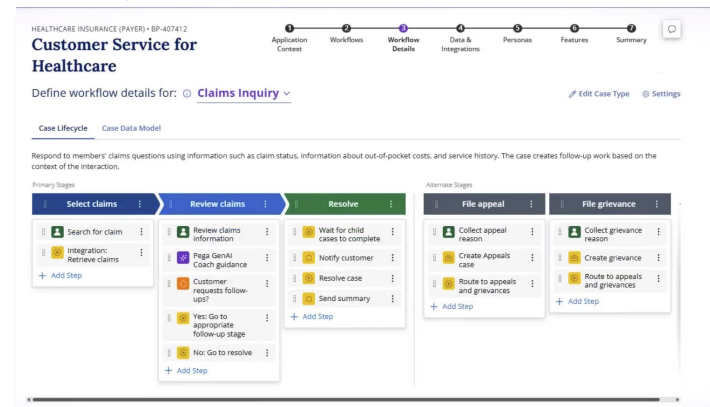 HEALTHCARE INSURANCE (PAYER) • BP-407412
Customer Service for
Healthcare
1
Application
Context
2
Workflows
3
Workflow
Details
4
Data &
Integrations
5
Personas
6
Features
7
Summary
Define workflow details for: Claims Inquiry
Edit Case Type
Settings
Case Lifecycle
Case Data Model
Respond to members' claims questions using information such as claim status, information about out-of-pocket costs, and service history. The case creates follow-up work based on the
context of the interaction.
Primary Stages
Select claims
Search for claim
Integration:
Retrieve claims
+ Add Step
Review claims
Review claims
information
Pega GenAI
Coach guidance
Customer
requests follow-
ups?
Yes: Go to
appropriate
follow-up stage
No: Go to resolve
+ Add Step
Resolve
Wait for child
cases to complete
Notify customer
Resolve case
Send summary
+ Add Step
Alternate Stages
File appeal
Collect appeal
reason
Create Appeals
case
Route to appeals
and grievances
+ Add Step
File grievance
Collect grievance
reason
Create grievance
Route to appeals
and grievances
+ Add Step